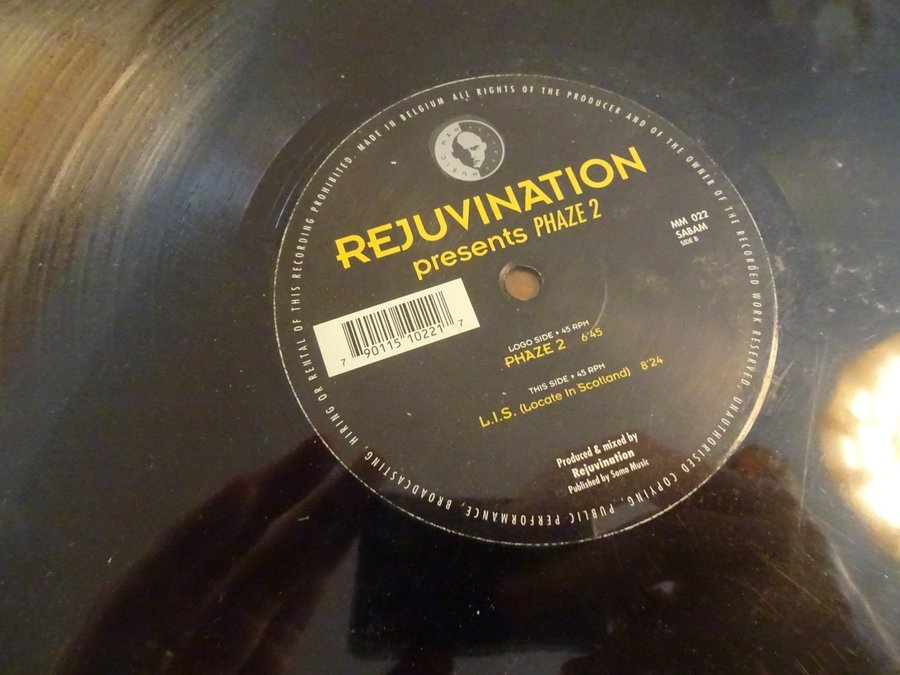 MADE IN BELGIUM ALL RIGHTS OF THE PRODUCER AND OF THE OWNER OF THE RECORDED WORK RESERVED. UNAUTHORISED COPYING, PUBLIC PERFORMANCE, BROADCASTING, HIRING OR RENTAL OF THIS RECORDING PROHIBITED.
MUSIC MAN
REJUVINATION
presents PHAZE 2
MM 022
SABAM
SIDE B
7 90115 10221 7
LOGO SIDE • 45 RPM
PHAZE 2 6'45
THIS SIDE • 45 RPM
L.I.S. (Locate In Scotland) 8'24
Produced & mixed by
Rejuvination
Published by Soma Music